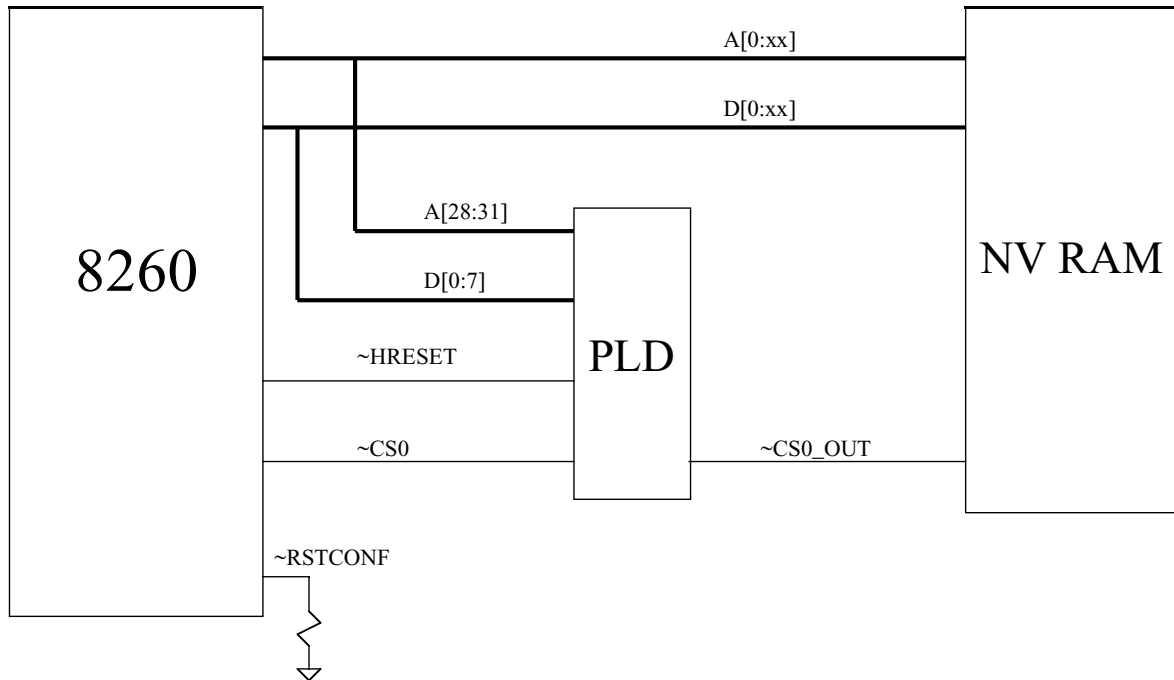 A[0:xx]
D[0:xx]
A[28:31]
8260
NV RAM
D[0:7]
PLD
~HRESET
~CS0
~CS0_OUT
~RSTCONF